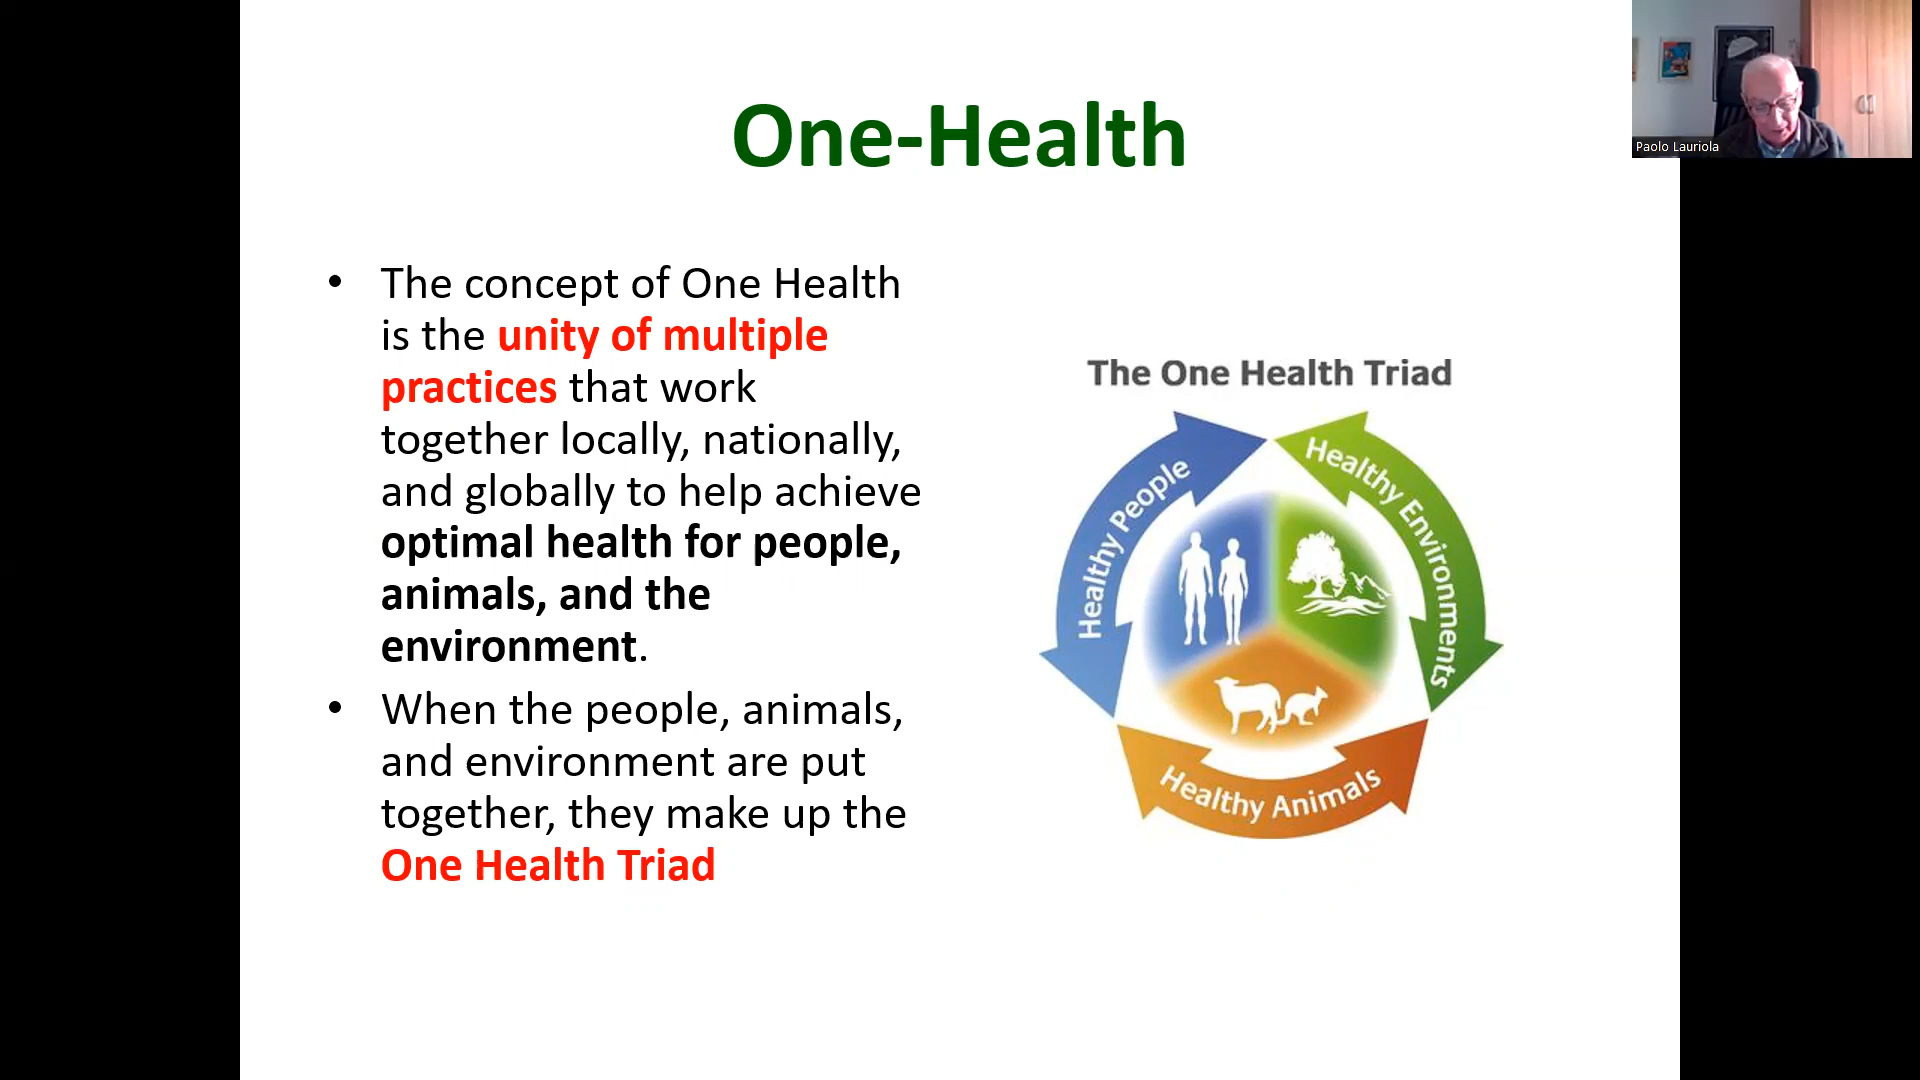 One-Health
Paolo Lauriola
• The concept of One Health
is the unity of multiple
practices that work
together locally, nationally,
and globally to help achieve
optimal health for people,
animals, and the
environment.
• When the people, animals,
and environment are put
together, they make up the
One Health Triad
The One Health Triad
Healthy People
Healthy Environments
Healthy Animals